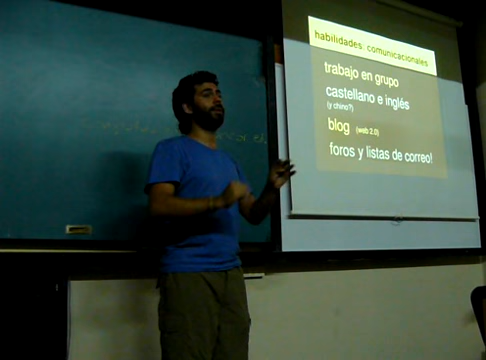 habilidades comunicacionales
trabajo en grupo
castellano e inglés
(y chino?)
blog (web 2.0)
foros y listas de correo!